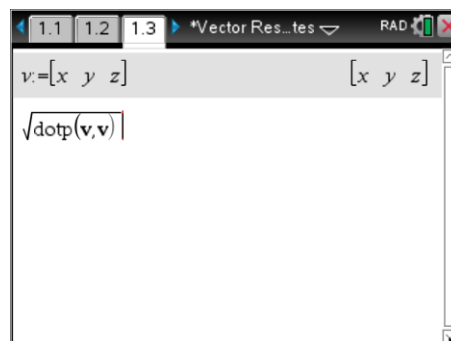 1.1 1.2 1.3 *Vector Res...tes RAD
v:=[x y z] [x y z]
√dotp(v,v)